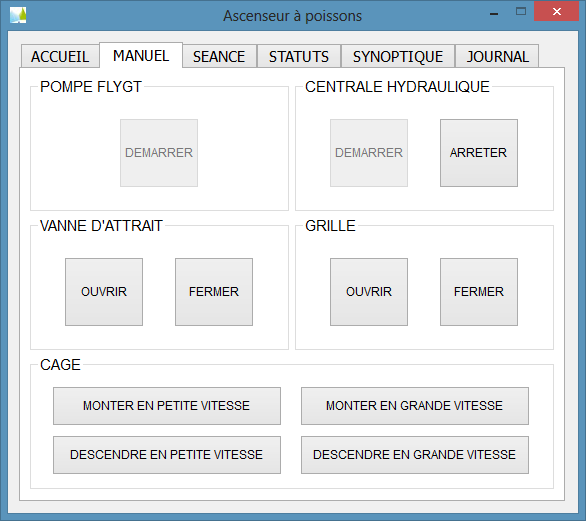 Ascenseur à poissons
ACCUEIL MANUEL SEANCE STATUTS SYNOPTIQUE JOURNAL
POMPE FLYGT
DEMARRER
CENTRALE HYDRAULIQUE
DEMARRER ARRETER
VANNE D'ATTRAIT
OUVRIR FERMER
GRILLE
OUVRIR FERMER
CAGE
MONTER EN PETITE VITESSE MONTER EN GRANDE VITESSE
DESCENDRE EN PETITE VITESSE DESCENDRE EN GRANDE VITESSE